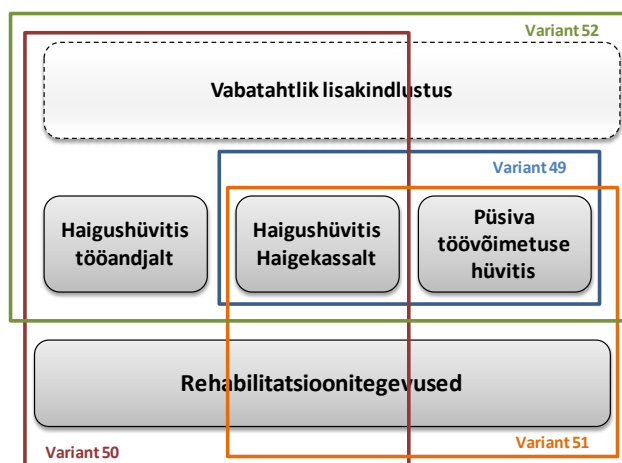 Variant 52
Vabatahtlik lisakindlustus
Variant 49
Haigushüvitis
tööandjalt
Haigushüvitis
Haigekassalt
Püsiva
töövõimetuse
hüvitis
Rehabilitatsioonitegevused
Variant 50
Variant 51